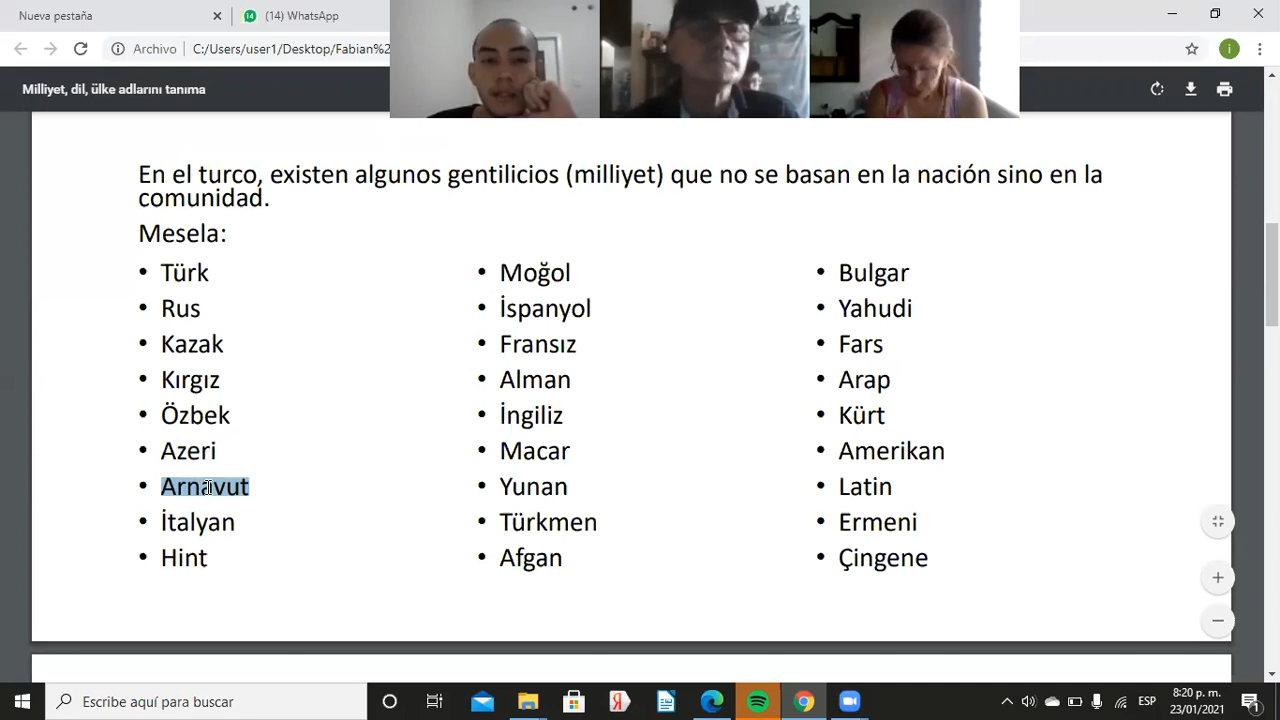 Nueva pestaña
(14) WhatsApp
Archivo
C:/Users/user1/Desktop/Fabian%2
i
Milliyet, dil, ülke adlarını tanıma
En el turco, existen algunos gentilicios (milliyet) que no se basan en la nación sino en la
comunidad.
Mesela:
• Türk
• Rus
• Kazak
• Kırgız
• Özbek
• Azeri
• Arnavut
• İtalyan
• Hint
• Moğol
• İspanyol
• Fransız
• Alman
• İngiliz
• Macar
• Yunan
• Türkmen
• Afgan
• Bulgar
• Yahudi
• Fars
• Arap
• Kürt
• Amerikan
• Latin
• Ermeni
• Çingene
Escribe aquí para buscar
ESP
8:20 p. m.
23/01/2021